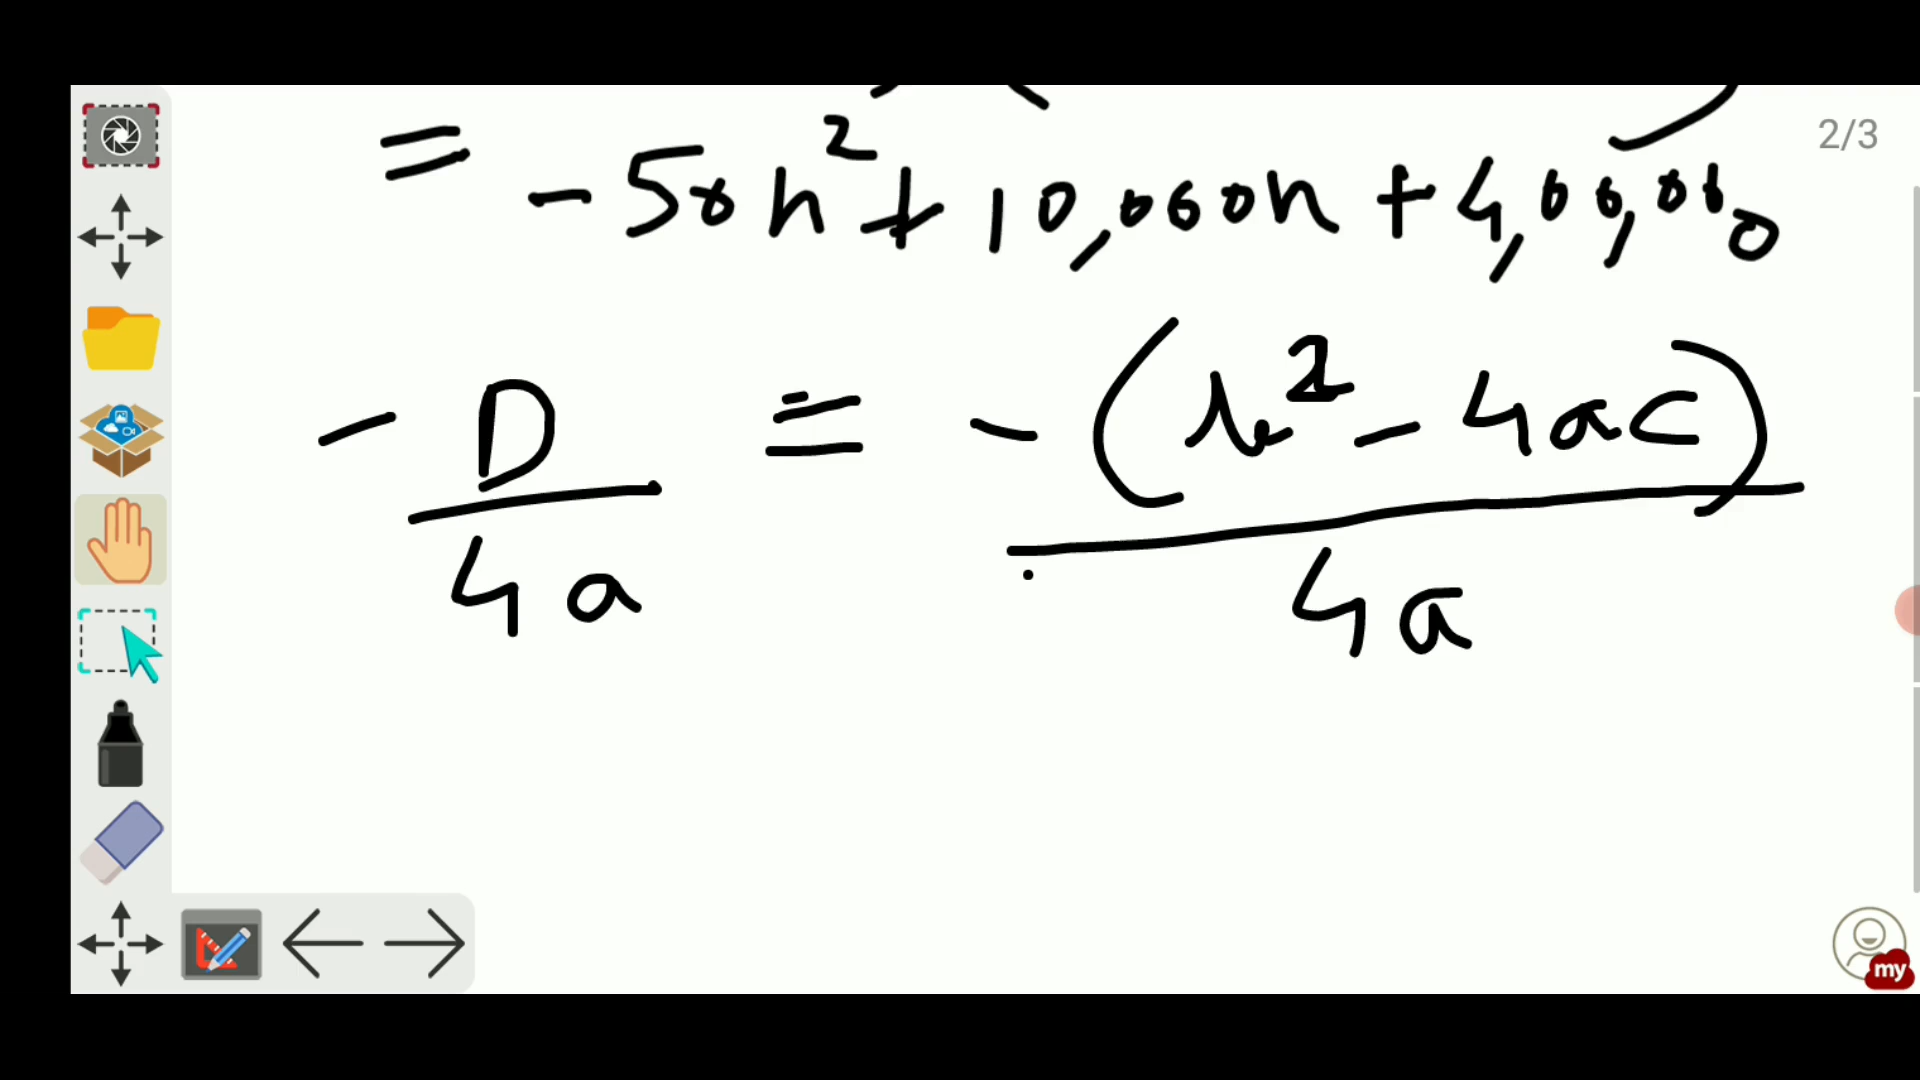 = -50n² + 10,000n + 4,00,000
2/3
- D/4a = -(b² - 4ac)/4a
my